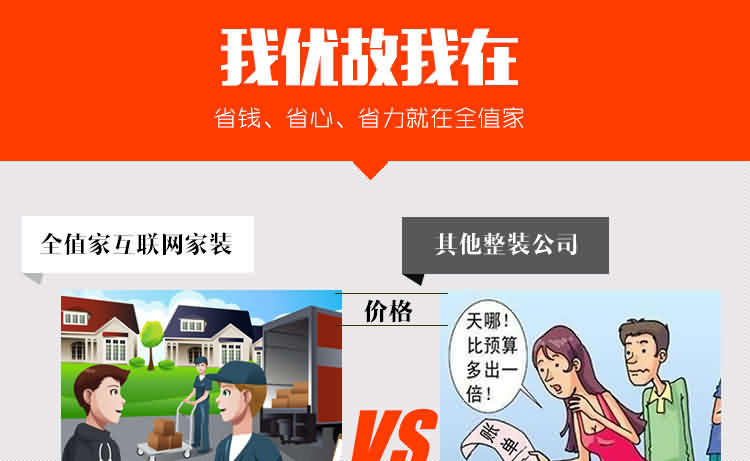 我优故我在
省钱、省心、省力就在全值家
全值家互联网家装
其他整装公司
价格
天哪！
比预算
多出一
倍！
账单
VS